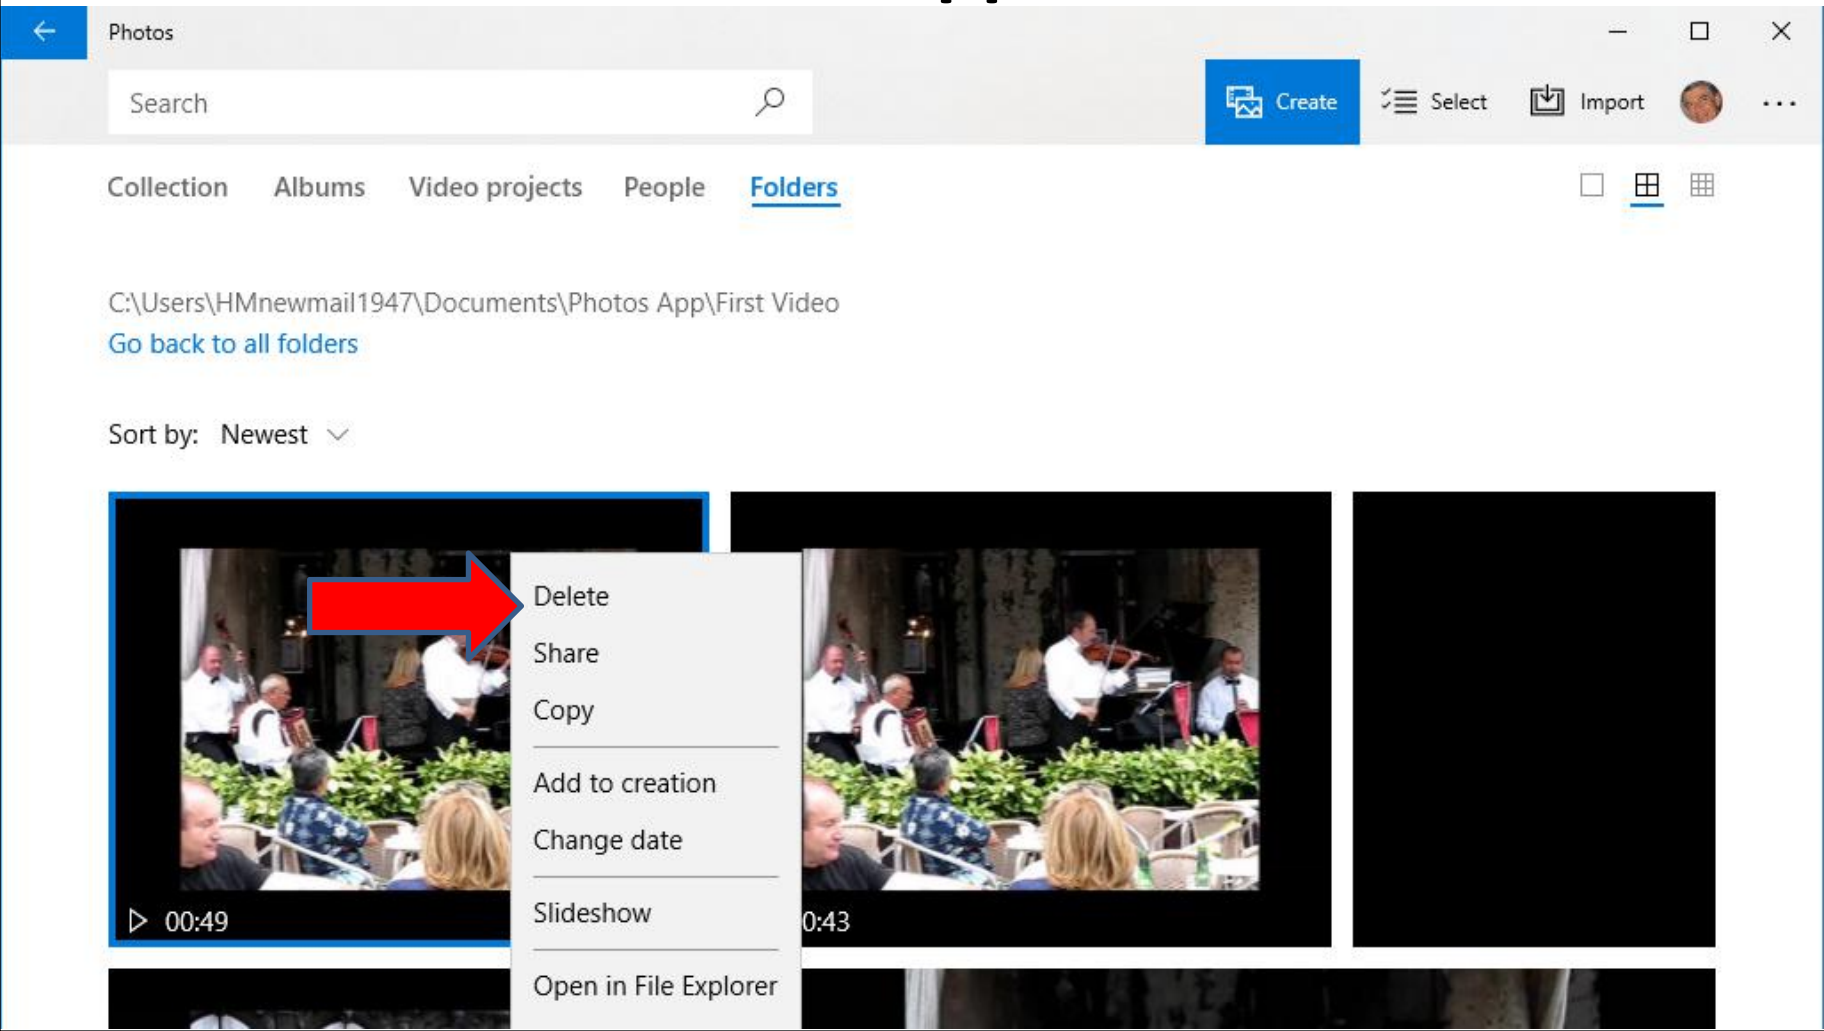 Photos
Search
Create
Select
Import
Collection
Albums
Video projects
People
Folders
C:\Users\HMnewmail1947\Documents\Photos App\First Video
Go back to all folders
Sort by: Newest
Delete
Share
Copy
Add to creation
Change date
Slideshow
Open in File Explorer
00:49
0:43